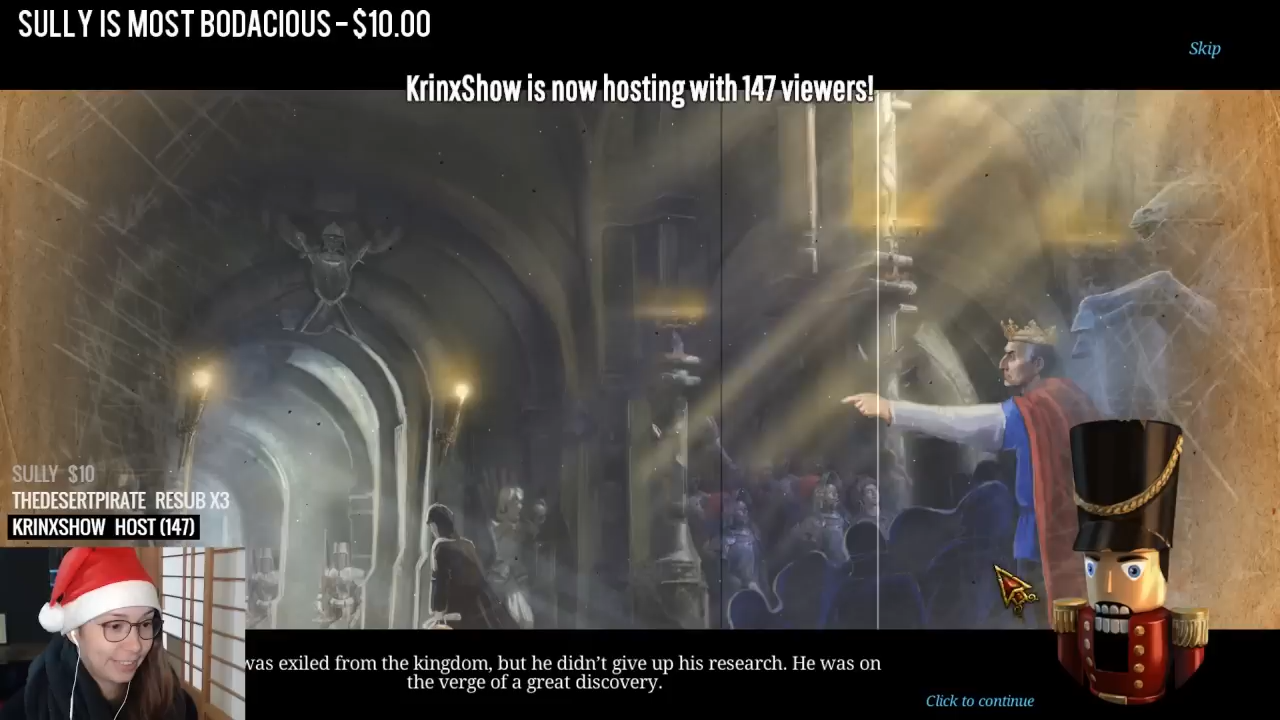 SULLY IS MOST BODACIOUS - $10.00
Skip
KrinxShow is now hosting with 147 viewers!
SULLY $10
THEDESERTPIRATE RESUB X3
KRINXSHOW HOST (147)
was exiled from the kingdom, but he didn't give up his research. He was on
the verge of a great discovery.
Click to continue